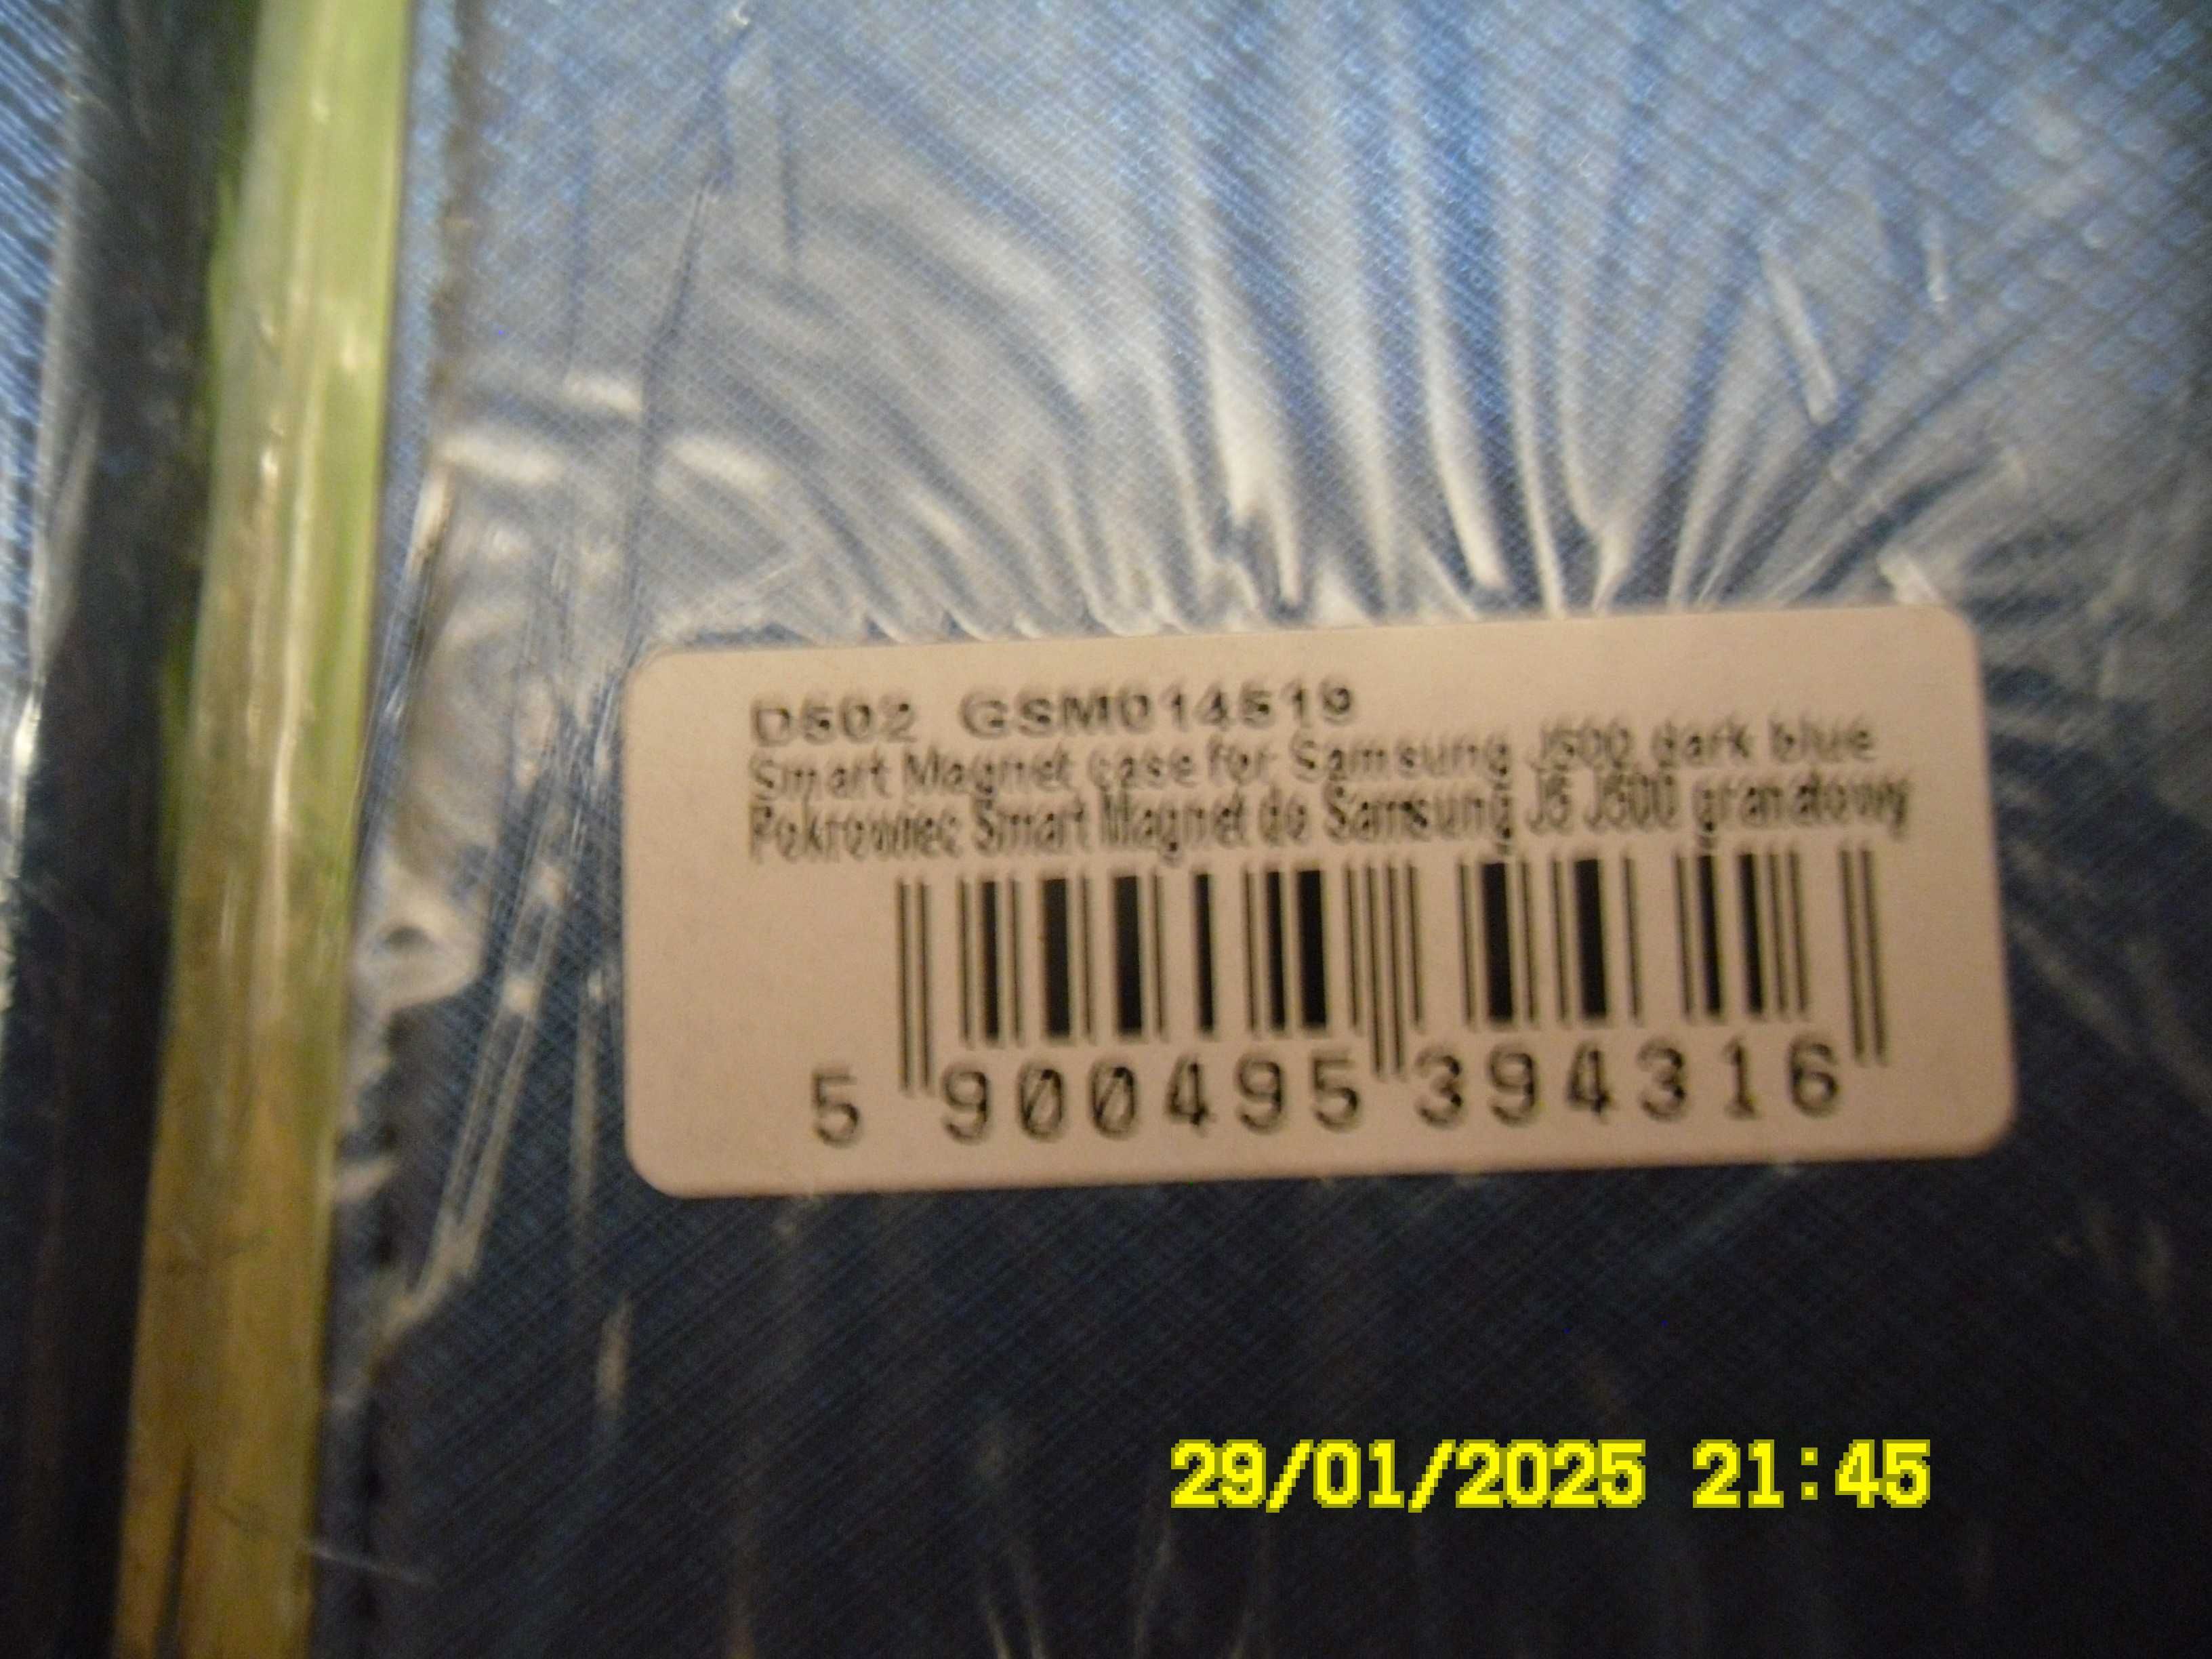 D502 GSM014519
Smart Magnet case for Samsung J500 dark blue
Pokrowiec Smart Magnet do Samsung J5 J500 granatowy
5 900495 394316
29/01/2025 21:45